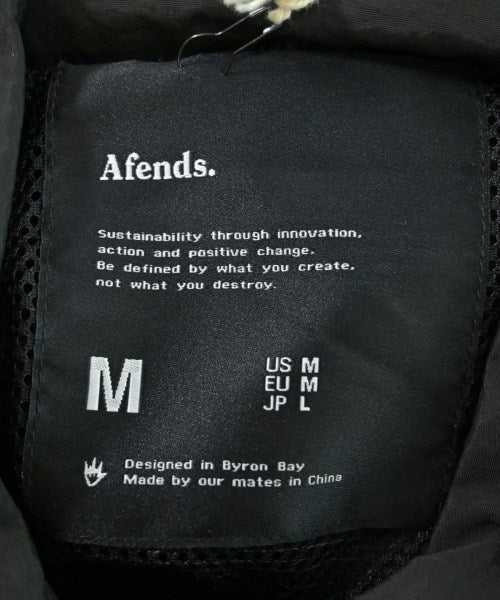 Afends.
Sustainability through innovation,
action and positive change.
Be defined by what you create,
not what you destroy.
M
US M
EU M
JP L
Designed in Byron Bay
Made by our mates in China